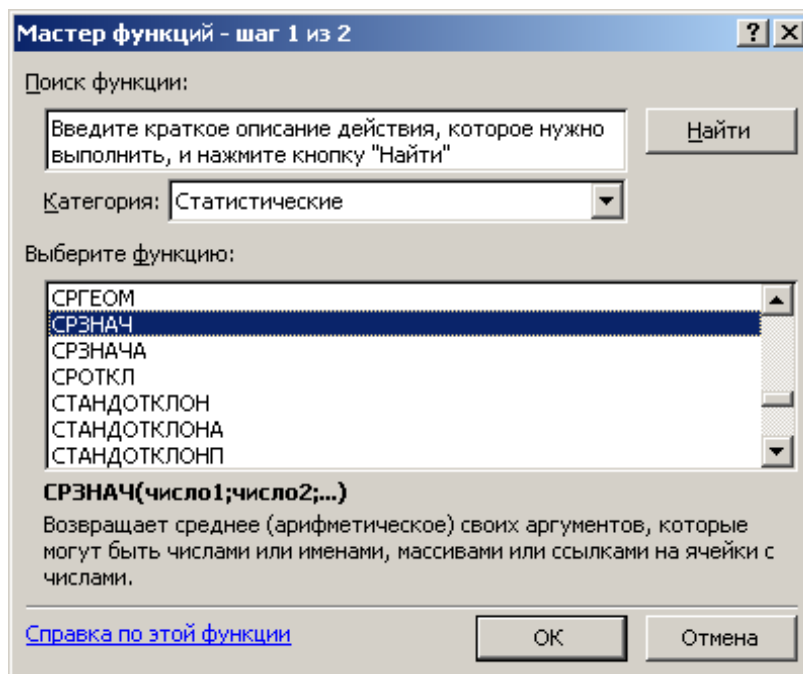 Мастер функций - шаг 1 из 2
Поиск функции:
Введите краткое описание действия, которое нужно
выполнить, и нажмите кнопку "Найти"
Найти
Категория: Статистические
Выберите функцию:
СРГЕОМ
СРЗНАЧ
СРЗНАЧА
СРОТКЛ
СТАНДОТКЛОН
СТАНДОТКЛОНА
СТАНДОТКЛОНП
СРЗНАЧ(число1;число2;...)
Возвращает среднее (арифметическое) своих аргументов, которые
могут быть числами или именами, массивами или ссылками на ячейки с
числами.
Справка по этой функции
ОК
Отмена